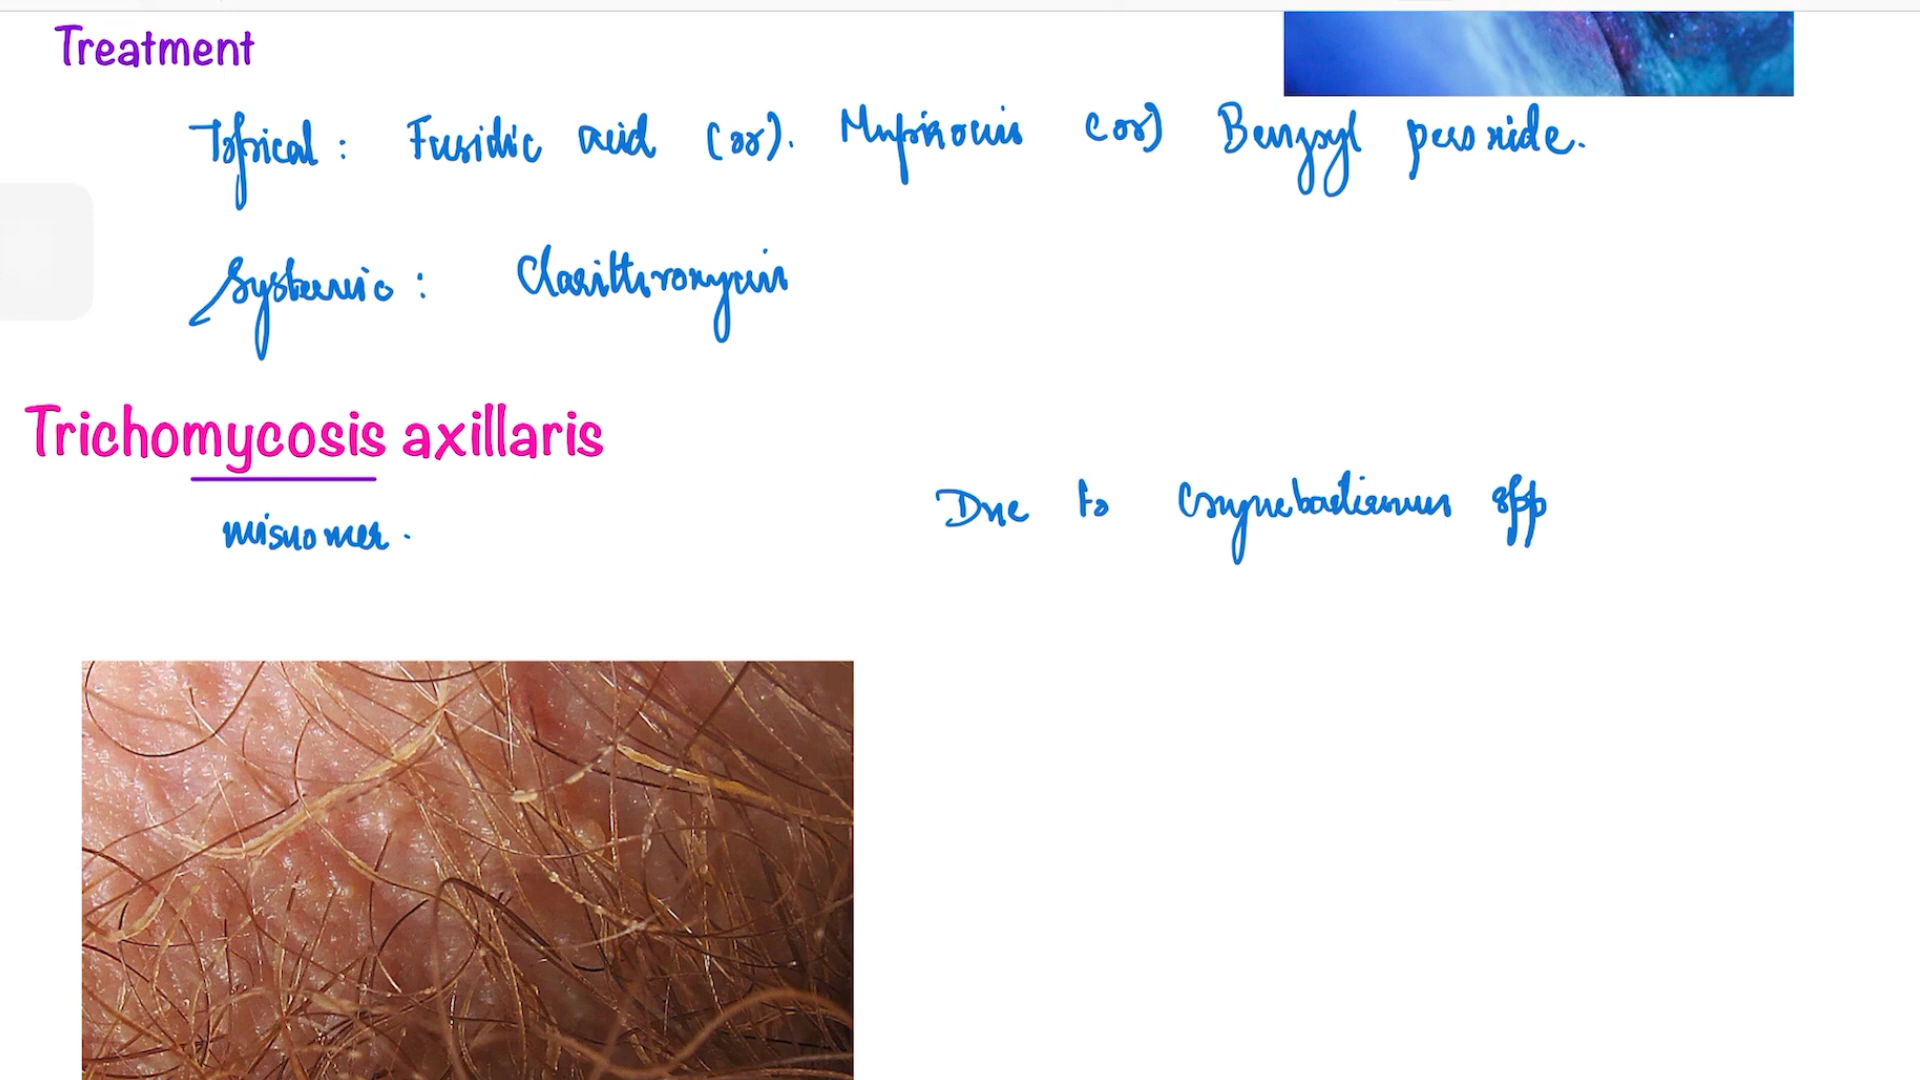 Treatment
Topical : Fusidic acid (or). Mupirocin (or) Benzoyl peroxide.
Systemic : Clarithromycin
Trichomycosis axillaris
misnomer.
Due to Corynebacterium spp